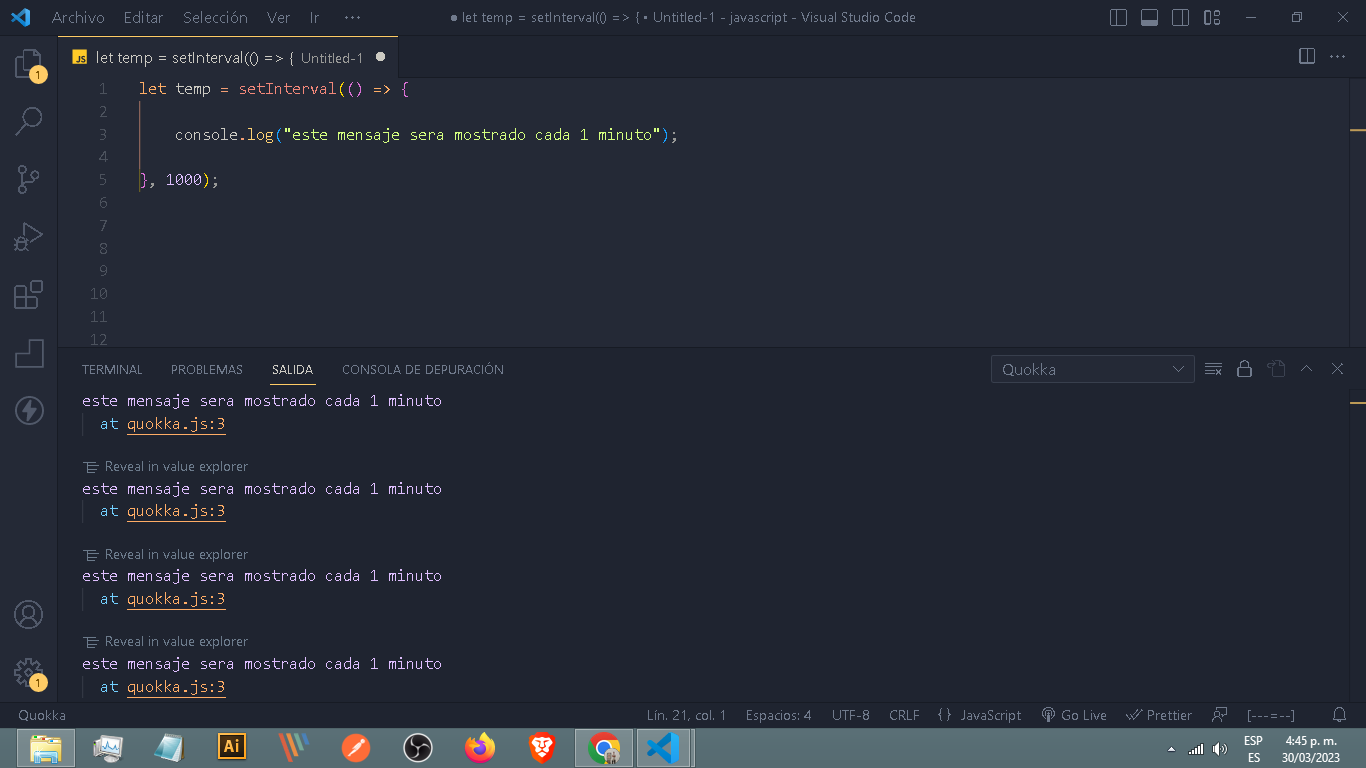 Archivo Editar Selección Ver Ir ··· ● let temp = setInterval(() => { • Untitled-1 - javascript - Visual Studio Code
JS let temp = setInterval(() => { Untitled-1 ●
1
1 let temp = setInterval(() => {
2
3 console.log("este mensaje sera mostrado cada 1 minuto");
4
5 }, 1000);
6
7
8
9
10
11
12
TERMINAL PROBLEMAS SALIDA CONSOLA DE DEPURACIÓN Quokka
este mensaje sera mostrado cada 1 minuto
at quokka.js:3
Reveal in value explorer
este mensaje sera mostrado cada 1 minuto
at quokka.js:3
Reveal in value explorer
este mensaje sera mostrado cada 1 minuto
at quokka.js:3
Reveal in value explorer
este mensaje sera mostrado cada 1 minuto
at quokka.js:3
1
Quokka Lín. 21, col. 1 Espacios: 4 UTF-8 CRLF {} JavaScript Go Live Prettier [---=--]
Ai ESP 4:45 p. m.
ES 30/03/2023